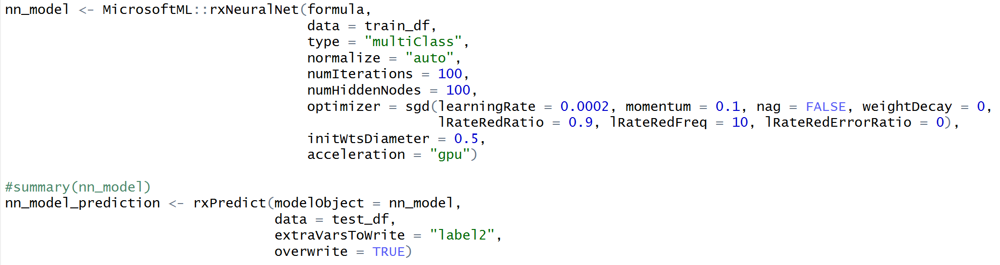 nn_model <- MicrosoftML::rxNeuralNet(formula,
data = train_df,
type = "multiClass",
normalize = "auto",
numIterations = 100,
numHiddenNodes = 100,
optimizer = sgd(learningRate = 0.0002, momentum = 0.1, nag = FALSE, weightDecay = 0,
lRateRedRatio = 0.9, lRateRedFreq = 10, lRateRedErrorRatio = 0),
initWtsDiameter = 0.5,
acceleration = "gpu")
#summary(nn_model)
nn_model_prediction <- rxPredict(modelObject = nn_model,
data = test_df,
extraVarsToWrite = "label2",
overwrite = TRUE)